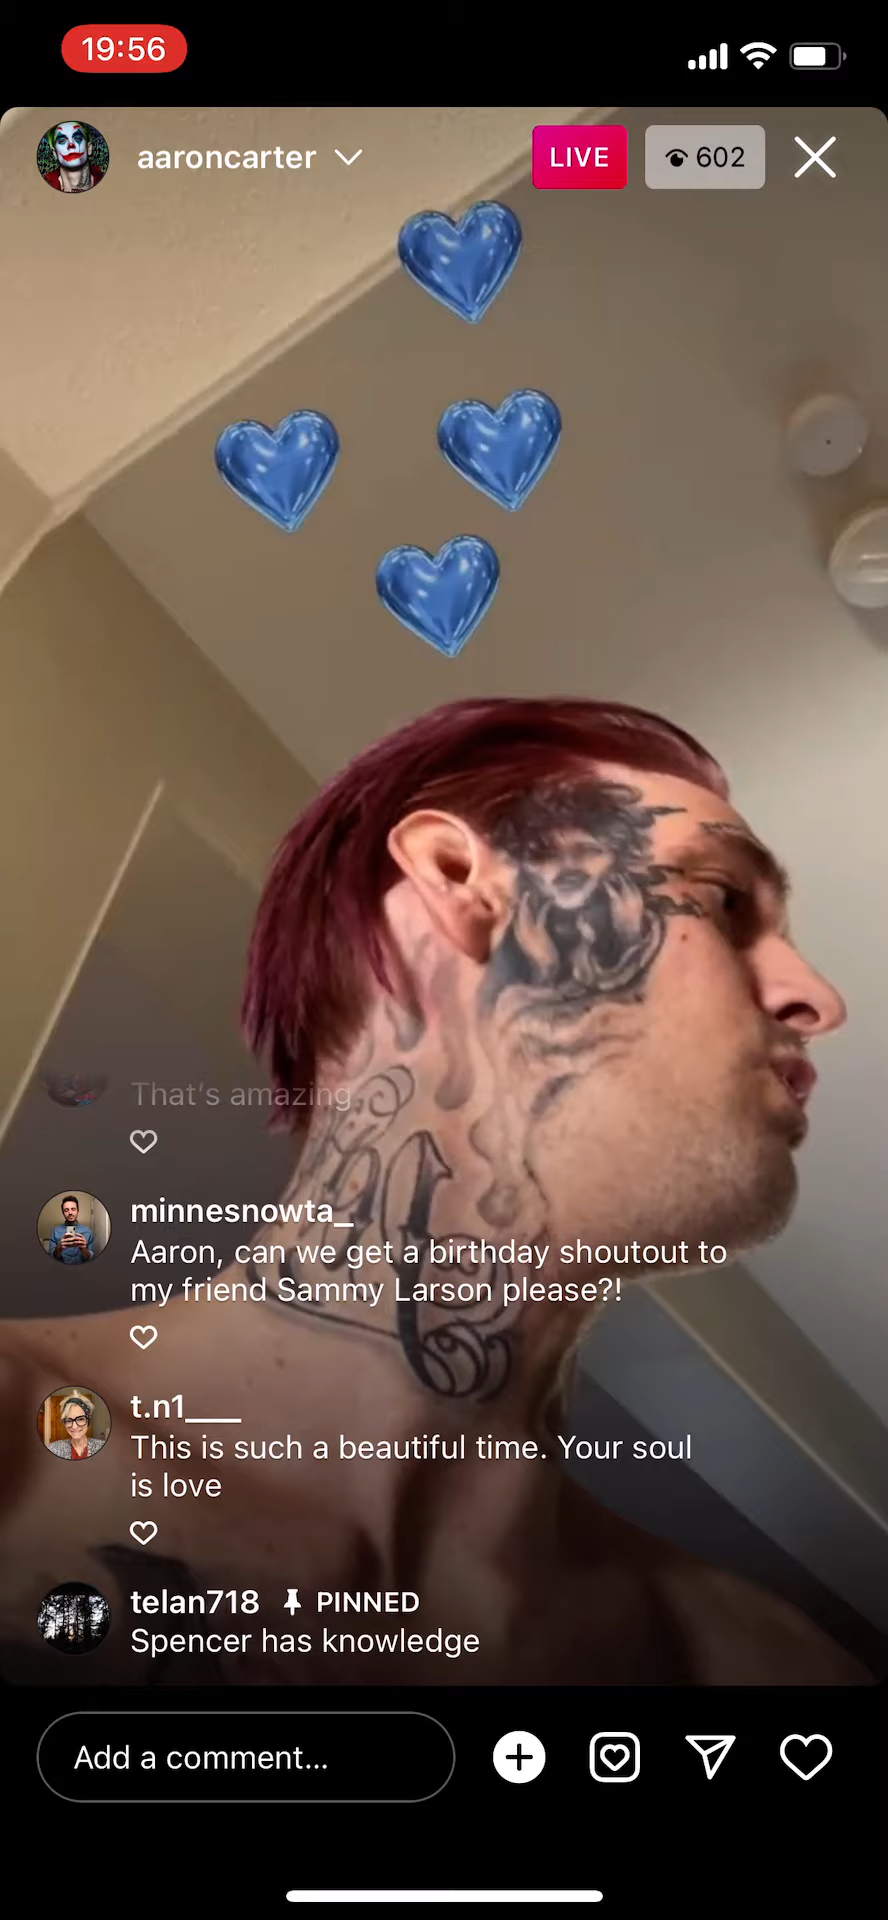 19:56
aaroncarter
LIVE
602
That's amazing
minnesnowta_
Aaron, can we get a birthday shoutout to
my friend Sammy Larson please?!
t.n1____
This is such a beautiful time. Your soul
is love
telan718 PINNED
Spencer has knowledge
Add a comment...